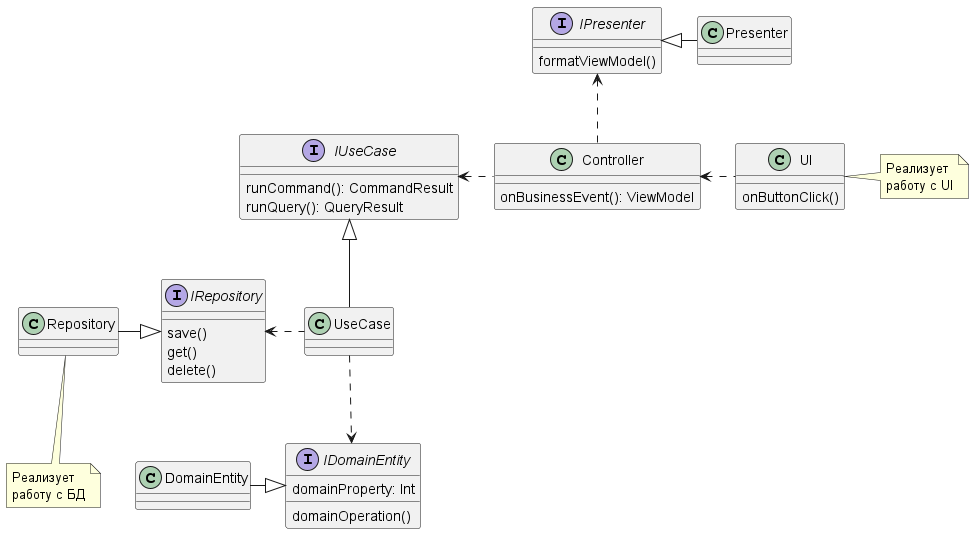 I IPresenter
formatViewModel()
C Presenter
I IUseCase
runCommand(): CommandResult
runQuery(): QueryResult
C Controller
onBusinessEvent(): ViewModel
C UI
onButtonClick()
Реализует
работу с UI
C Repository
I IRepository
save()
get()
delete()
C UseCase
Реализует
работу с БД
C DomainEntity
I IDomainEntity
domainProperty: Int
domainOperation()